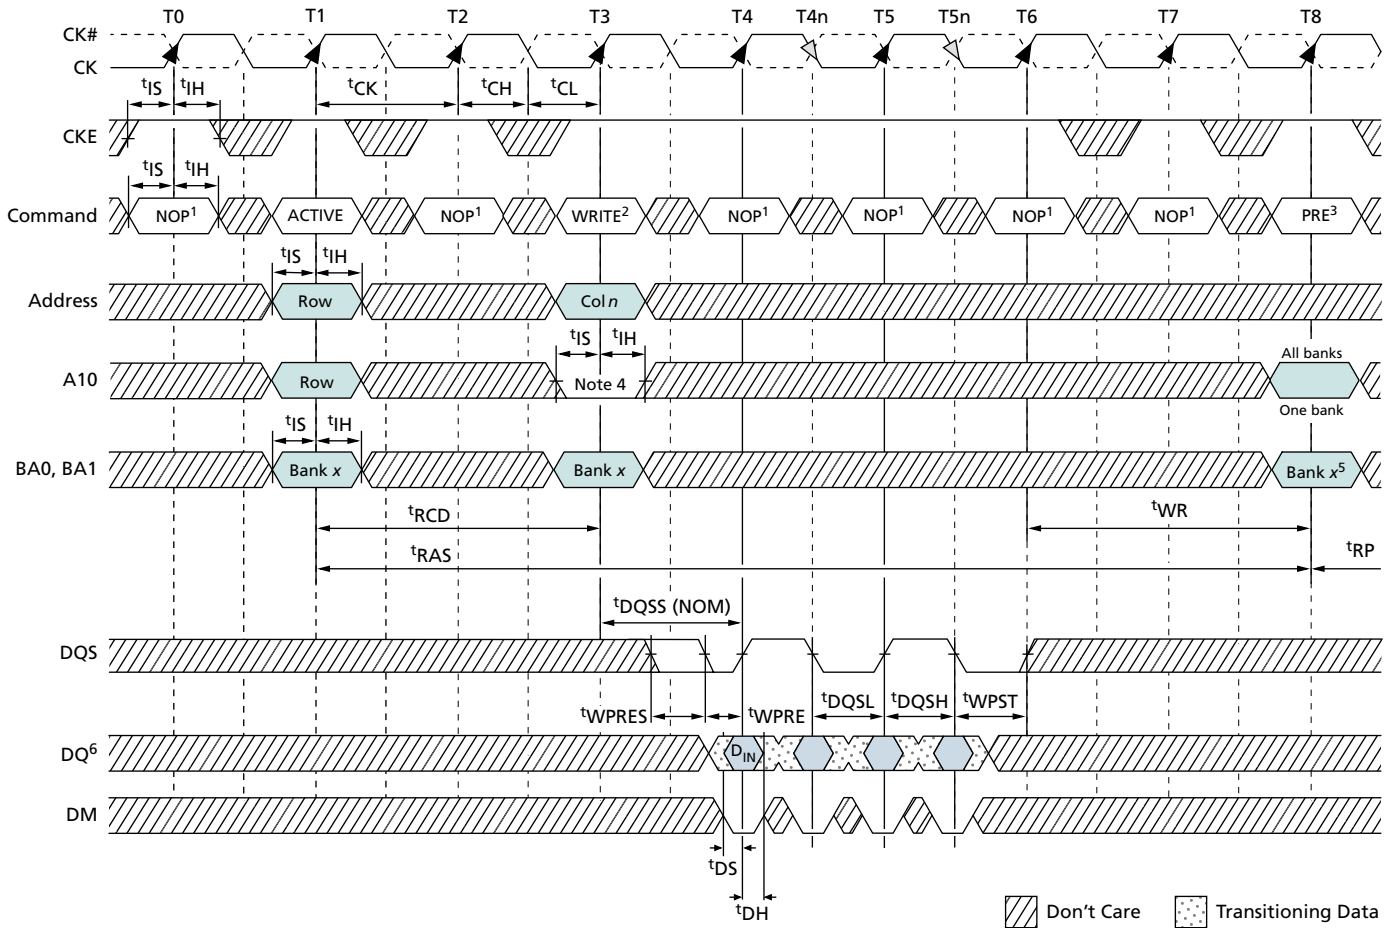 T0 T1 T2 T3 T4 T4n T5 T5n T6 T7 T8
CK#
CK
tIS tIH tCK tCH tCL
CKE
tIS tIH
Command NOP1 ACTIVE NOP1 WRITE2 NOP1 NOP1 NOP1 NOP1 PRE3
tIS tIH
Address Row Col n
tIS tIH
All banks
A10 Row Note 4
One bank
tIS tIH
BA0, BA1 Bank x Bank x Bank x5
tRCD tWR
tRAS tRP
tDQSS (NOM)
DQS
tWPRES tWPRE tDQSL tDQSH tWPST
DQ6 DIN
DM
tDS
tDH
Don't Care Transitioning Data